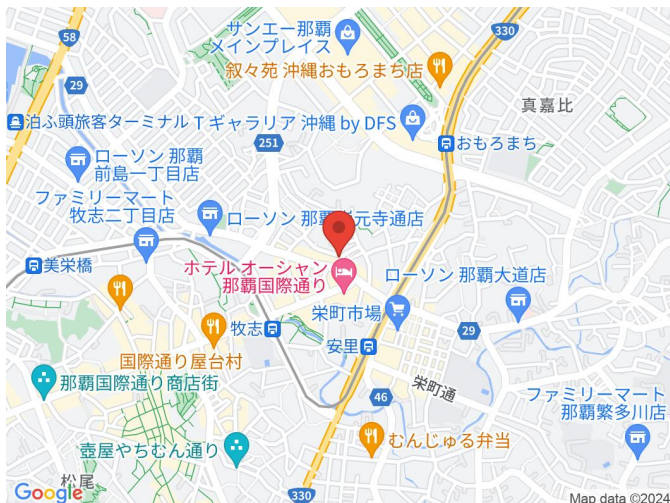 58
サンエー那覇
メインプレイス
330
叙々苑 沖縄おもろまち店
29
真嘉比
泊ふ頭旅客ターミナル
Tギャラリア 沖縄 by DFS
251
おもろまち
ローソン 那覇
前島一丁目店
ファミリーマート
牧志二丁目店
ローソン 那覇
元寺通店
美栄橋
ホテル オーシャン
那覇国際通り
ローソン 那覇大道店
栄町市場
牧志
安里
29
国際通り屋台村
那覇国際通り商店街
栄町通
46
ファミリーマート
那覇繁多川店
むんじゅる弁当
壺屋やちむん通り
松尾
330
Google
Map data ©2024